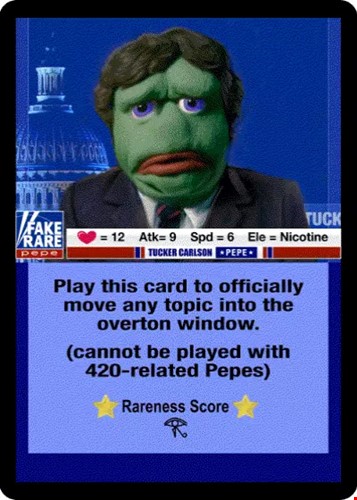 TUCK
FAKE
RARE
pepe
= 12 Atk= 9 Spd = 6 Ele = Nicotine
TUCKER CARLSON * PEPE *
Play this card to officially
move any topic into the
overton window.
(cannot be played with
420-related Pepes)
Rareness Score